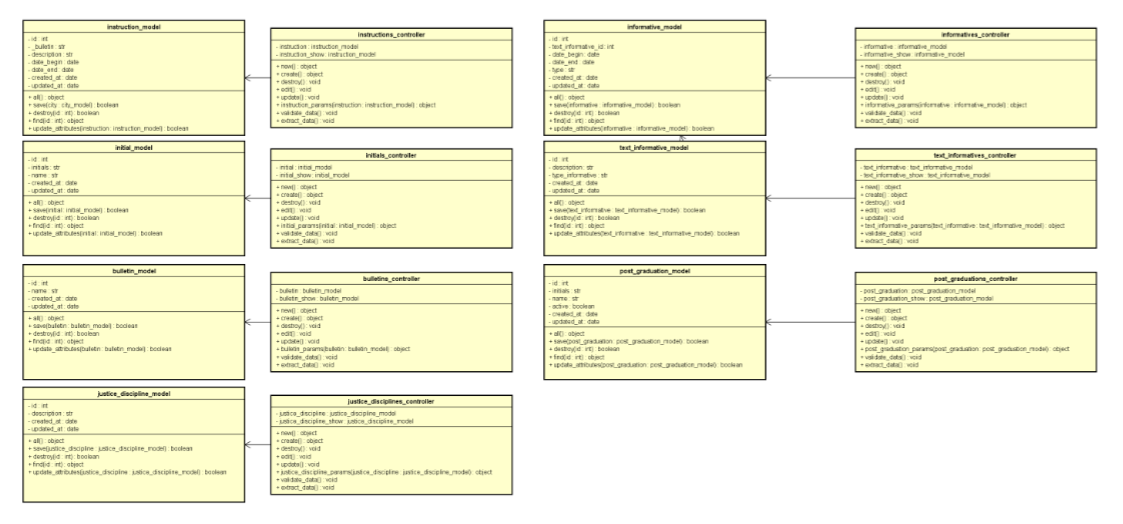 instruction_model
- id : int
- _bulletin : str
- description : str
- date_begin : date
- date_end : date
- created_at : date
- updated_at : date
+ all() : object
+ save(city : city_model) : boolean
+ destroy(id : int) : boolean
+ find(id : int) : object
+ update_attributes(instruction : instruction_model) : boolean
instructions_controller
- instruction : instruction_model
- instruction_show : instruction_model
+ new() : object
+ create() : object
+ destroy() : void
+ edit() : void
+ update() : void
+ instruction_params(instruction : instruction_model) : object
+ validate_data() : void
+ extract_data() : void
informative_model
- id : int
- text_informative_id : int
- date_begin : date
- date_end : date
- type : str
- created_at : date
- updated_at : date
+ all() : object
+ save(informative : informative_model) : boolean
+ destroy(id : int) : boolean
+ find(id : int) : object
+ update_attributes(informative : informative_model) : boolean
informatives_controller
- informative : informative_model
- informative_show : informative_model
+ new() : object
+ create() : object
+ destroy() : void
+ edit() : void
+ update() : void
+ informative_params(informative : informative_model) : object
+ validate_data() : void
+ extract_data() : void
initial_model
- id : int
- initials : str
- name : str
- created_at : date
- updated_at : date
+ all() : object
+ save(initial : initial_model) : boolean
+ destroy(id : int) : boolean
+ find(id : int) : object
+ update_attributes(initial : initial_model) : boolean
initials_controller
- initial : initial_model
- initial_show : initial_model
+ new() : object
+ create() : object
+ destroy() : void
+ edit() : void
+ update() : void
+ initial_params(initial : initial_model) : object
+ validate_data() : void
+ extract_data() : void
text_informative_model
- id : int
- description : str
- type_informative : str
- created_at : date
- updated_at : date
+ all() : object
+ save(text_informative : text_informative_model) : boolean
+ destroy(id : int) : boolean
+ find(id : int) : object
+ update_attributes(text_informative : text_informative_model) : boolean
text_informatives_controller
- text_informative : text_informative_model
- text_informative_show : text_informative_model
+ new() : object
+ create() : object
+ destroy() : void
+ edit() : void
+ update() : void
+ text_informative_params(text_informative : text_informative_model) : object
+ validate_data() : void
+ extract_data() : void
bulletin_model
- id : int
- name : str
- created_at : date
- updated_at : date
+ all() : object
+ save(bulletin : bulletin_model) : boolean
+ destroy(id : int) : boolean
+ find(id : int) : object
+ update_attributes(bulletin : bulletin_model) : boolean
bulletins_controller
- bulletin : bulletin_model
- bulletin_show : bulletin_model
+ new() : object
+ create() : object
+ destroy() : void
+ edit() : void
+ update() : void
+ bulletin_params(bulletin : bulletin_model) : object
+ validate_data() : void
+ extract_data() : void
post_graduation_model
- id : int
- initials : str
- name : str
- active : boolean
- created_at : date
- updated_at : date
+ all() : object
+ save(post_graduation : post_graduation_model) : boolean
+ destroy(id : int) : boolean
+ find(id : int) : object
+ update_attributes(post_graduation : post_graduation_model) : boolean
post_graduations_controller
- post_graduation : post_graduation_model
- post_graduation_show : post_graduation_model
+ new() : object
+ create() : object
+ destroy() : void
+ edit() : void
+ update() : void
+ post_graduation_params(post_graduation : post_graduation_model) : object
+ validate_data() : void
+ extract_data() : void
justice_discipline_model
- id : int
- description : str
- created_at : date
- updated_at : date
+ all() : object
+ save(justice_discipline : justice_discipline_model) : boolean
+ destroy(id : int) : boolean
+ find(id : int) : object
+ update_attributes(justice_discipline : justice_discipline_model) : boolean
justice_disciplines_controller
- justice_discipline : justice_discipline_model
- justice_discipline_show : justice_discipline_model
+ new() : object
+ create() : object
+ destroy() : void
+ edit() : void
+ update() : void
+ justice_discipline_params(justice_discipline : justice_discipline_model) : object
+ validate_data() : void
+ extract_data() : void